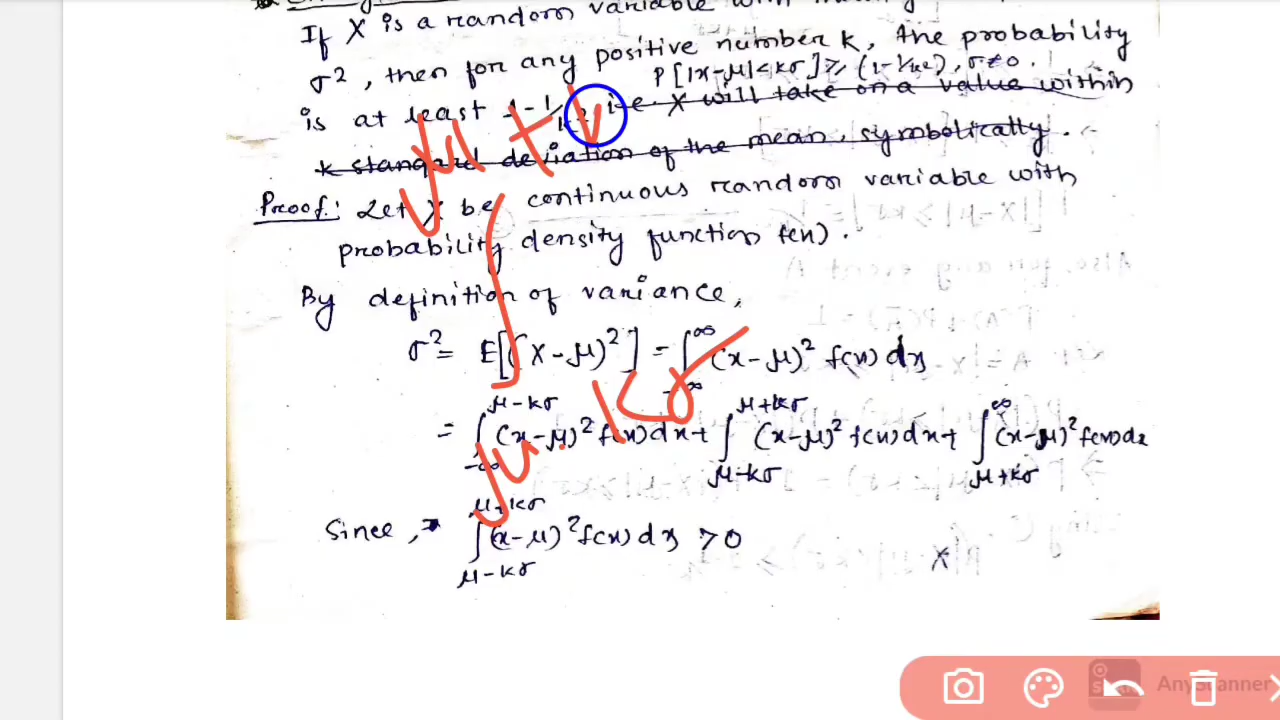 If X is a random variable with
σ², then for any positive number k, the probability
P[|x-μ|<kσ] ≥ (1-1/k²), σ≠0.
is at least 1-1/k² i.e. X will take on a value within
k standard deviation of the mean, symbolically.
Proof: Let X be continuous random variable with
probability density function f(x).
By definition of variance,
σ² = E[(X-μ)²] = ∫_{-∞}^{∞} (x-μ)² f(x) dx
= ∫_{-∞}^{μ-kσ} (x-μ)² f(x) dx + ∫_{μ-kσ}^{μ+kσ} (x-μ)² f(x) dx + ∫_{μ+kσ}^{∞} (x-μ)² f(x) dx
Since, ∫_{μ-kσ}^{μ+kσ} (x-μ)² f(x) dx > 0
μ + k
∫
μ-kσ
AnyScanner